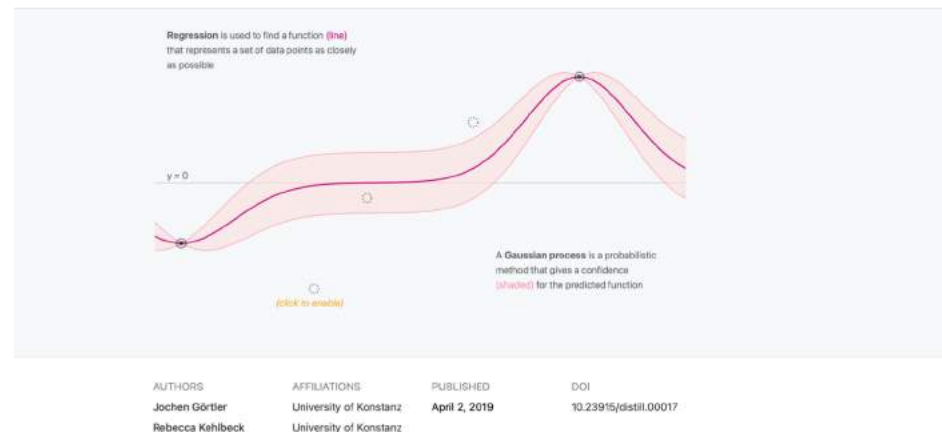 Regression is used to find a function (line)
that represents a set of data points as closely
as possible
y = 0
A Gaussian process is a probabilistic
method that gives a confidence
(shaded) for the predicted function
(click to enable)
AUTHORS AFFILIATIONS PUBLISHED DOI
Jochen Görtler University of Konstanz April 2, 2019 10.23915/distill.00017
Rebecca Kehlbeck University of Konstanz